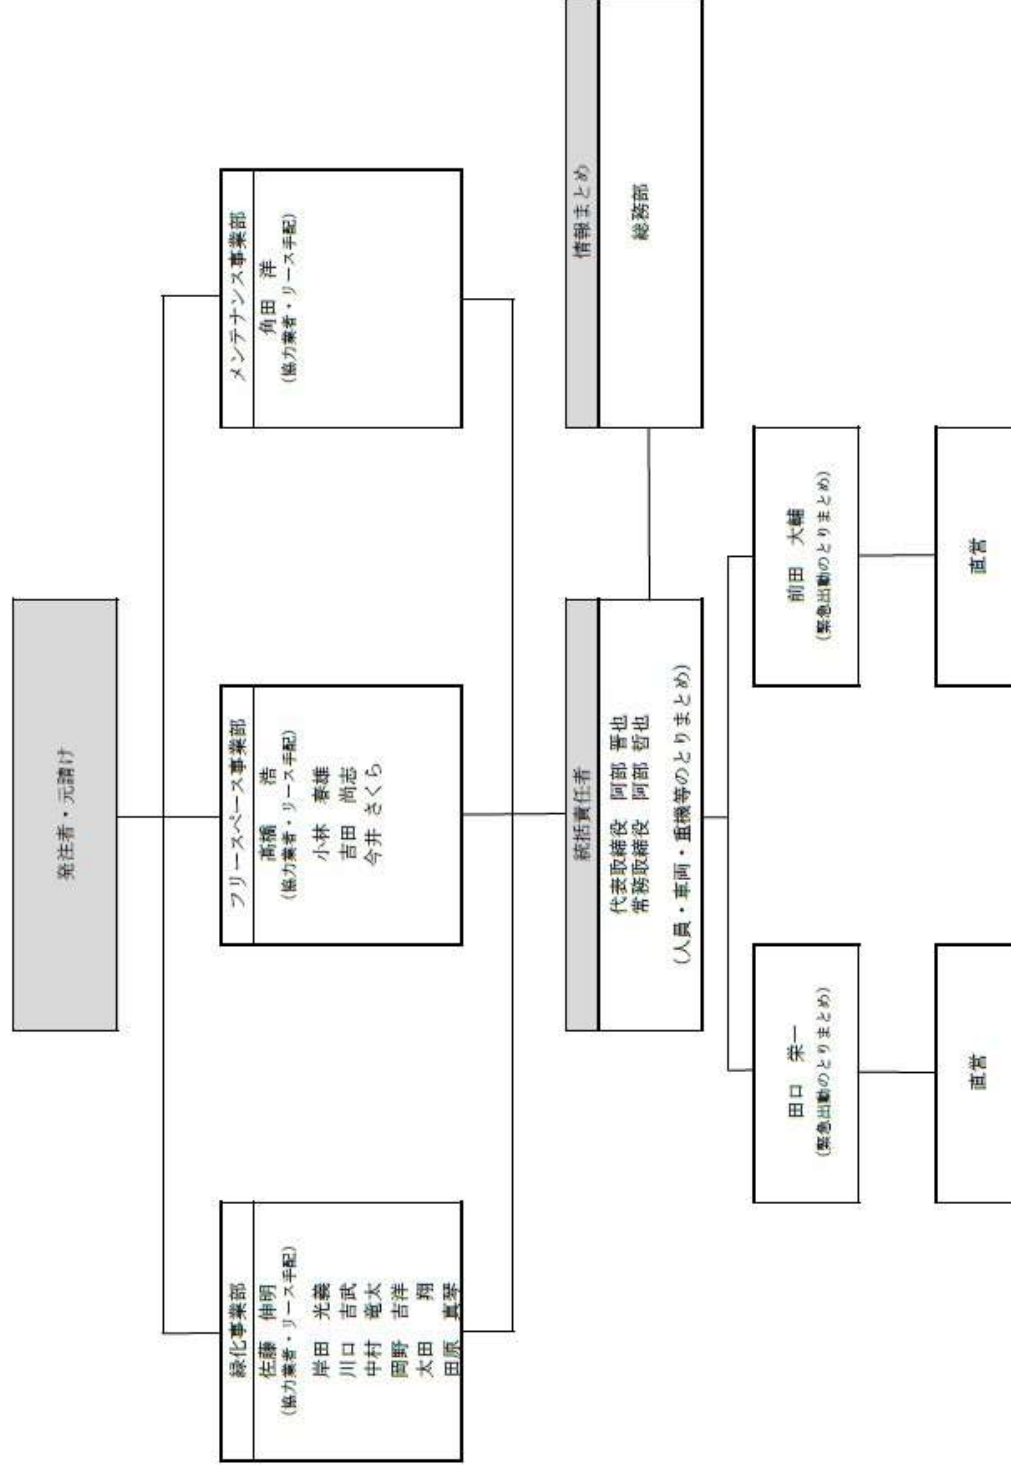 発注者・元請け
緑化事業部
佐藤　伸明
(協力業者・リース手配)
岸田　光義
川口　吉武
中村　竜太
岡野　吉洋
太田　翔
田原　真琴
フリースペース事業部
高橋　浩
(協力業者・リース手配)
小林　春雄
吉田　尚志
今井 さくら
メンテナンス事業部
角田　洋
(協力業者・リース手配)
統括責任者
代表取締役　阿部 晋也
常務取締役　阿部 哲也
(人員・車両・重機等のとりまとめ)
情報まとめ
総務部
田口　栄一
(緊急出動のとりまとめ)
前田　大輔
(緊急出動のとりまとめ)
直営
直営